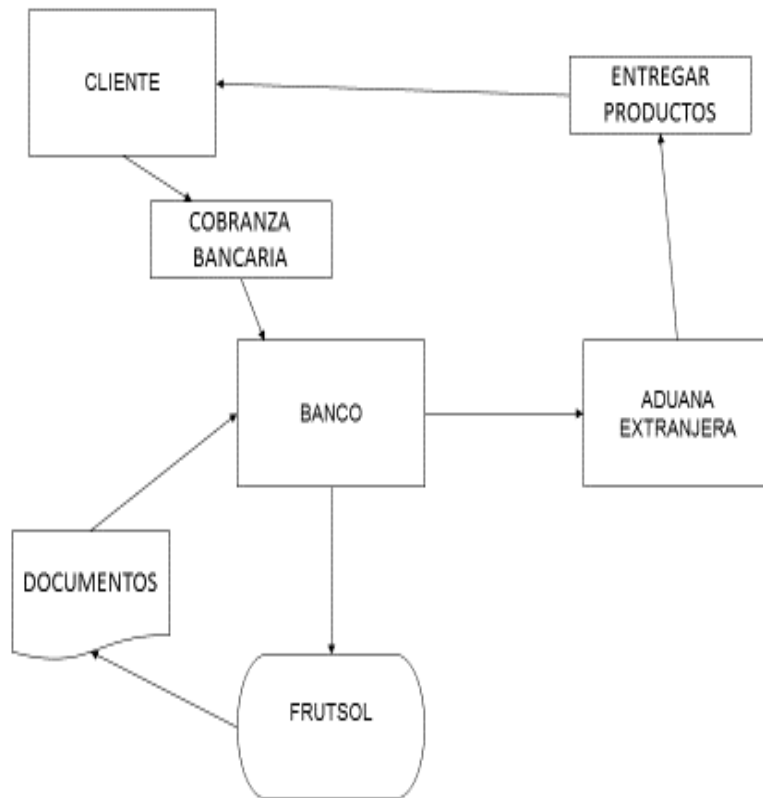 CLIENTE
ENTREGAR
PRODUCTOS
COBRANZA
BANCARIA
BANCO
ADUANA
EXTRANJERA
DOCUMENTOS
FRUTSOL